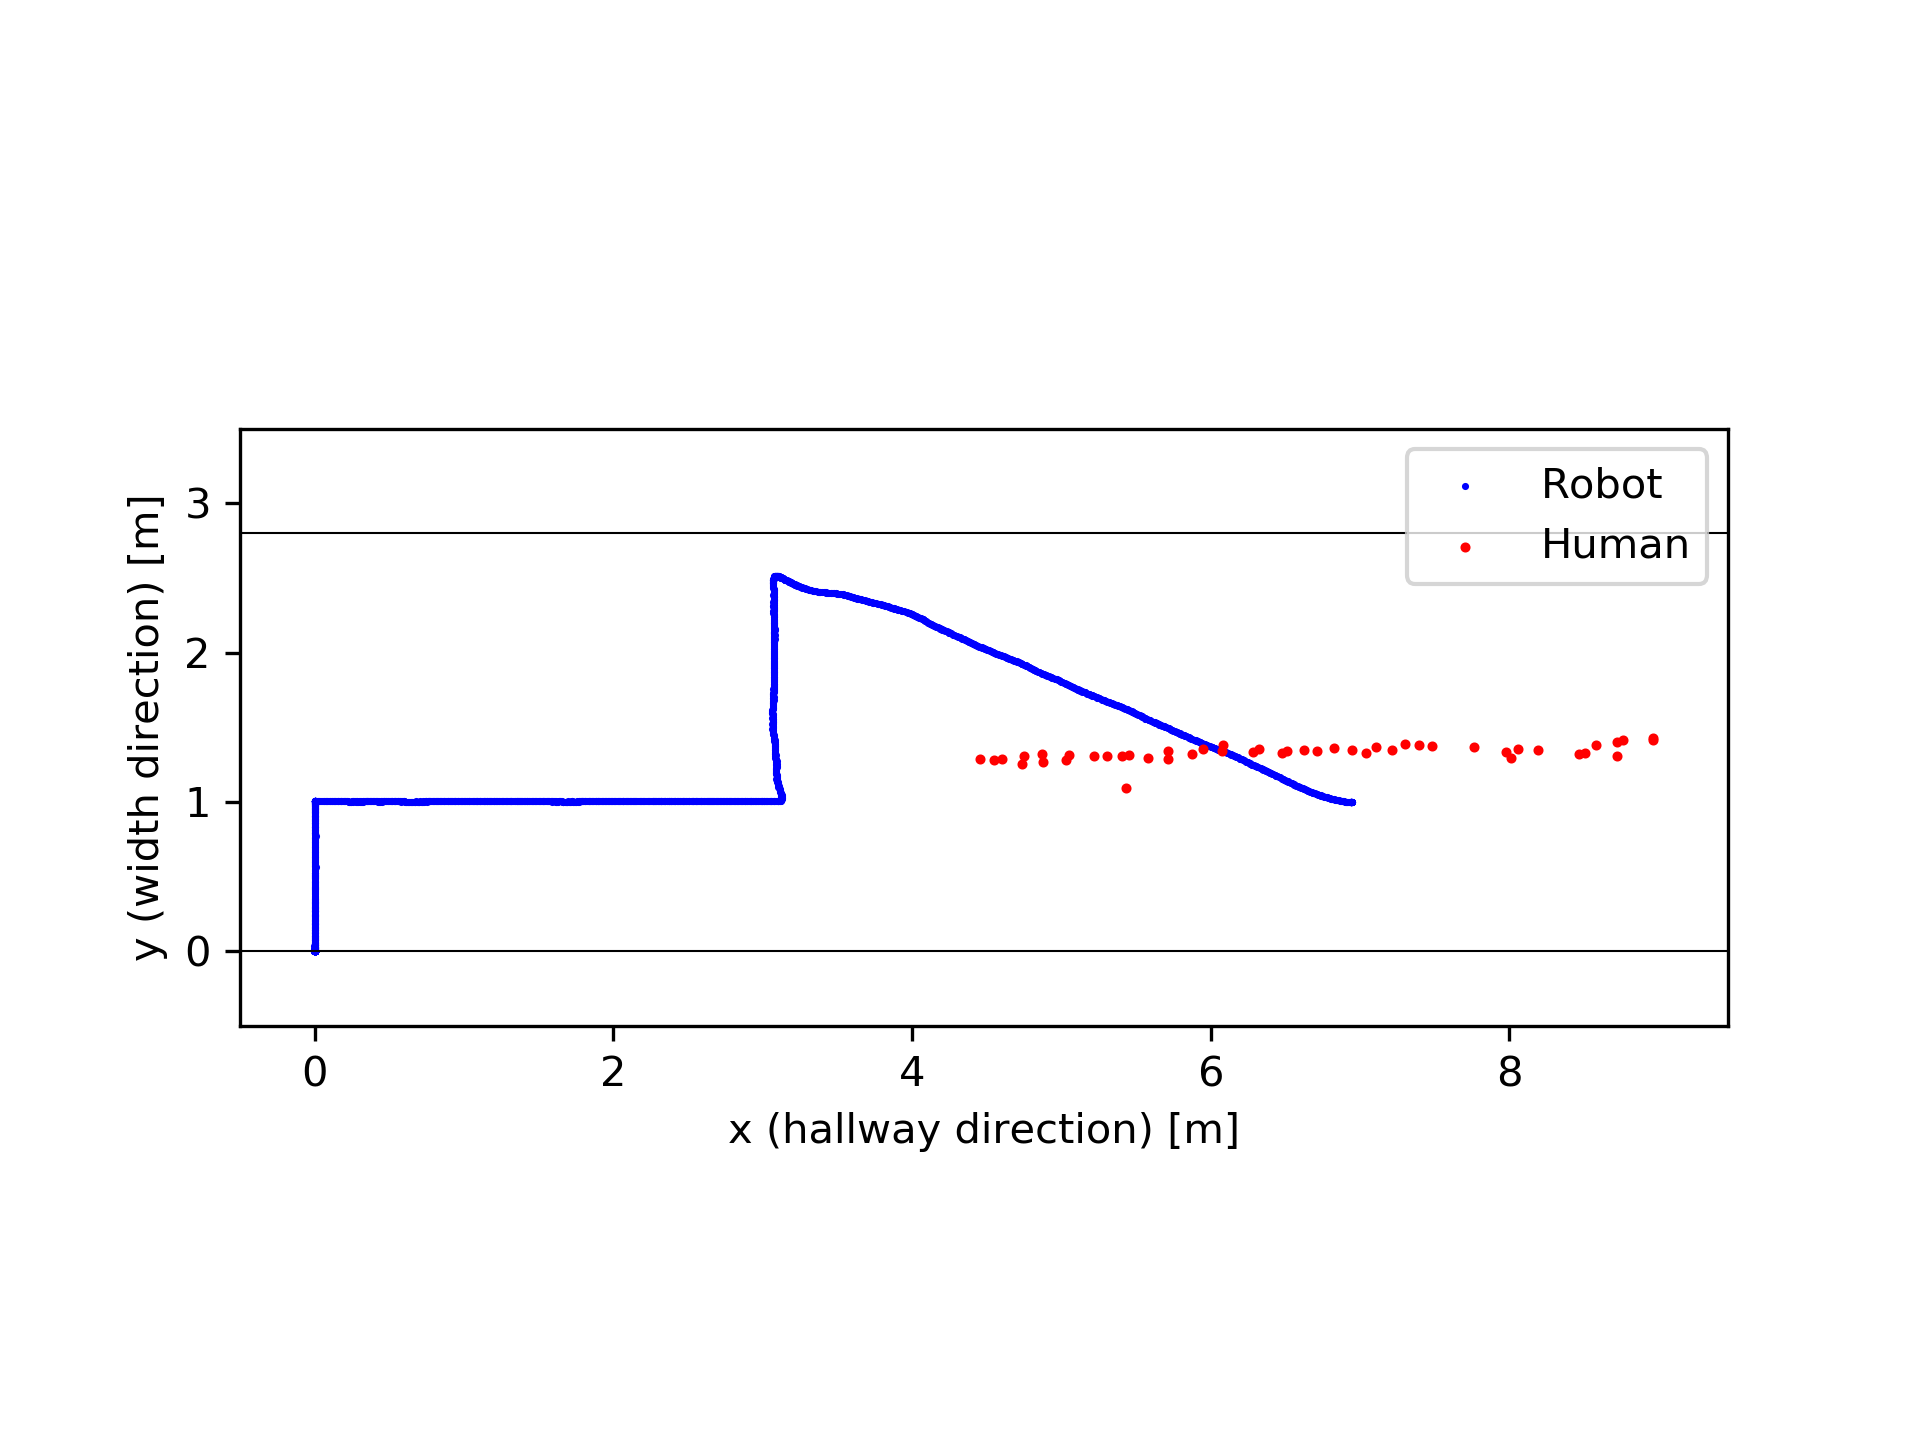 Robot
Human
3
2
1
0
y (width direction) [m]
0 2 4 6 8
x (hallway direction) [m]